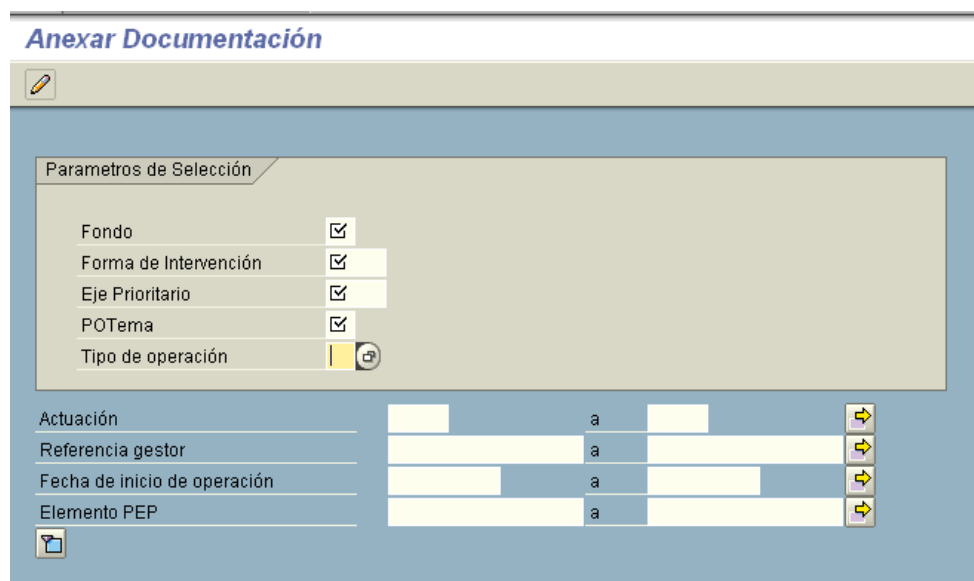 Anexar Documentación
Parametros de Selección
Fondo
Forma de Intervención
Eje Prioritario
POTema
Tipo de operación
Actuación a
Referencia gestor a
Fecha de inicio de operación a
Elemento PEP a